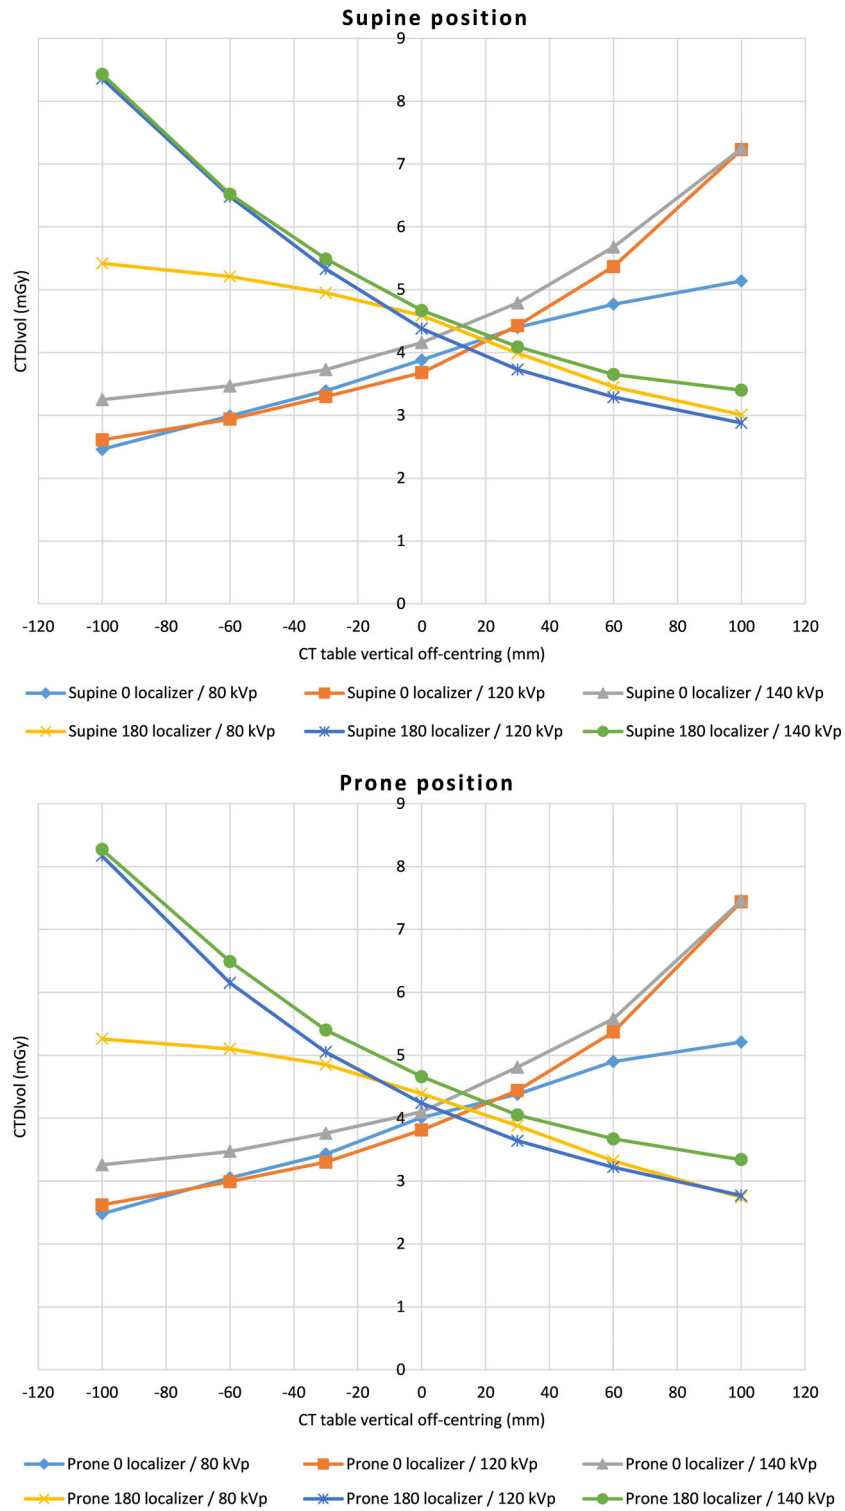 Supine position
9
8
7
6
5
4
3
2
1
0
CTDIvol (mGy)
-120 -100 -80 -60 -40 -20 0 20 40 60 80 100 120
CT table vertical off-centring (mm)
Supine 0 localizer / 80 kVp Supine 0 localizer / 120 kVp Supine 0 localizer / 140 kVp
Supine 180 localizer / 80 kVp Supine 180 localizer / 120 kVp Supine 180 localizer / 140 kVp
Prone position
9
8
7
6
5
4
3
2
1
0
CTDIvol (mGy)
-120 -100 -80 -60 -40 -20 0 20 40 60 80 100 120
CT table vertical off-centring (mm)
Prone 0 localizer / 80 kVp Prone 0 localizer / 120 kVp Prone 0 localizer / 140 kVp
Prone 180 localizer / 80 kVp Prone 180 localizer / 120 kVp Prone 180 localizer / 140 kVp